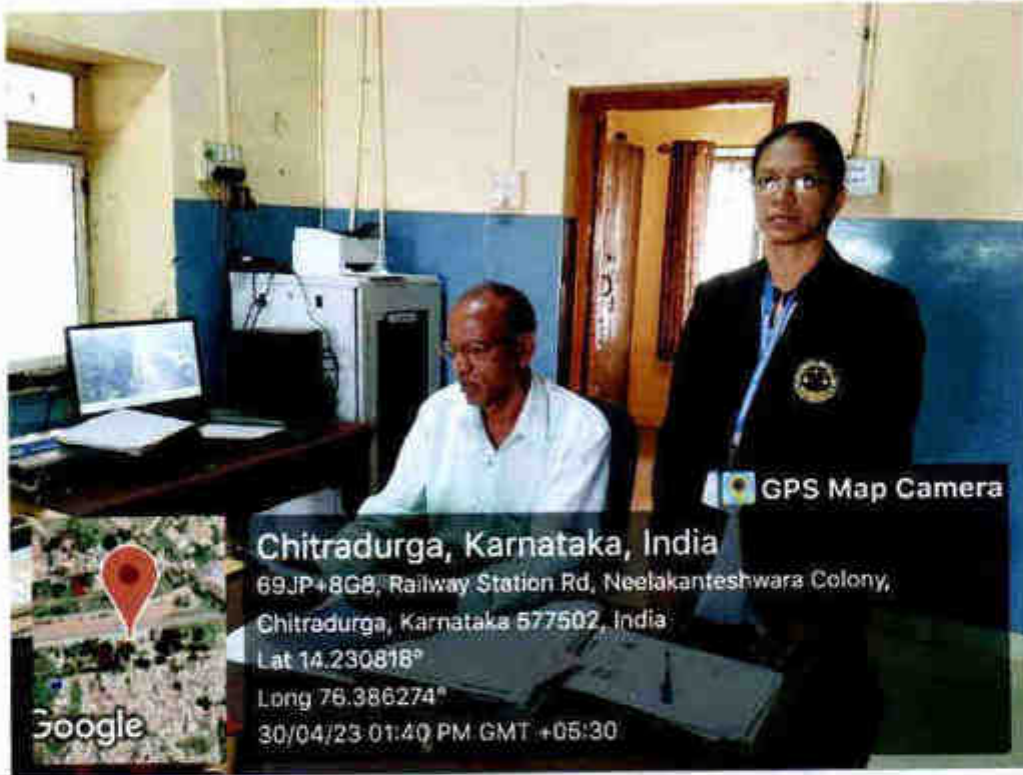 GPS Map Camera
Chitradurga, Karnataka, India
69JP+8G8, Railway Station Rd, Neelakanteshwara Colony,
Chitradurga, Karnataka 577502, India
Lat 14.230818°
Long 76.386274°
30/04/23 01:40 PM GMT +05:30
Google